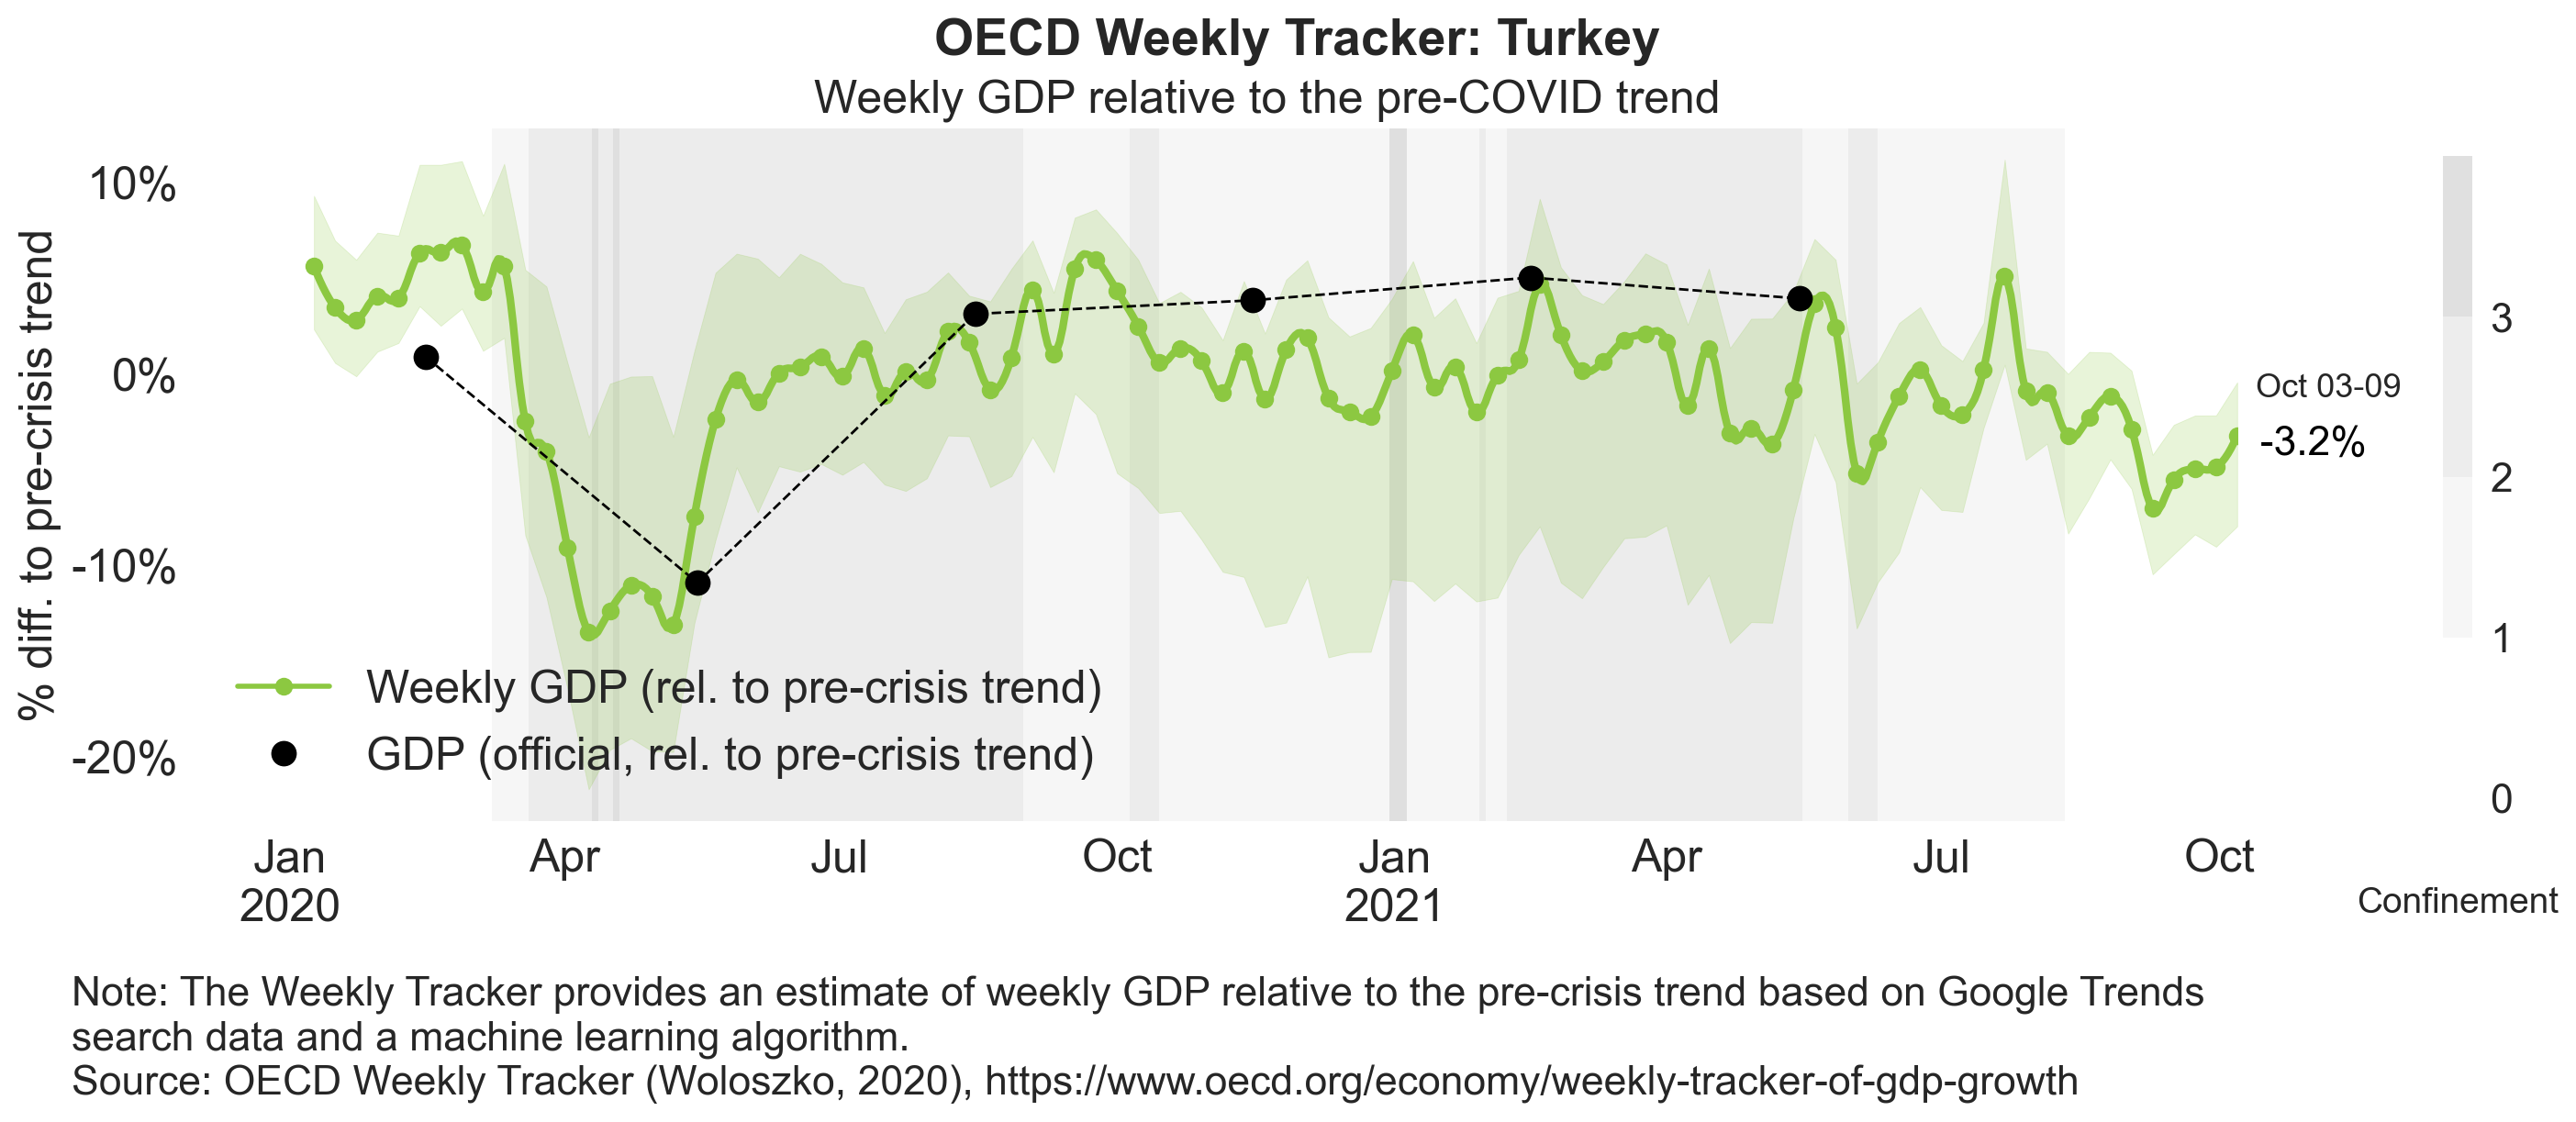 OECD Weekly Tracker: Turkey
Weekly GDP relative to the pre-COVID trend
% diff. to pre-crisis trend
10%
0%
-10%
-20%
Weekly GDP (rel. to pre-crisis trend)
GDP (official, rel. to pre-crisis trend)
Oct 03-09
-3.2%
3
2
1
0
Jan Apr Jul Oct Jan Apr Jul Oct
2020 2021
Confinement
Note: The Weekly Tracker provides an estimate of weekly GDP relative to the pre-crisis trend based on Google Trends
search data and a machine learning algorithm.
Source: OECD Weekly Tracker (Woloszko, 2020), https://www.oecd.org/economy/weekly-tracker-of-gdp-growth